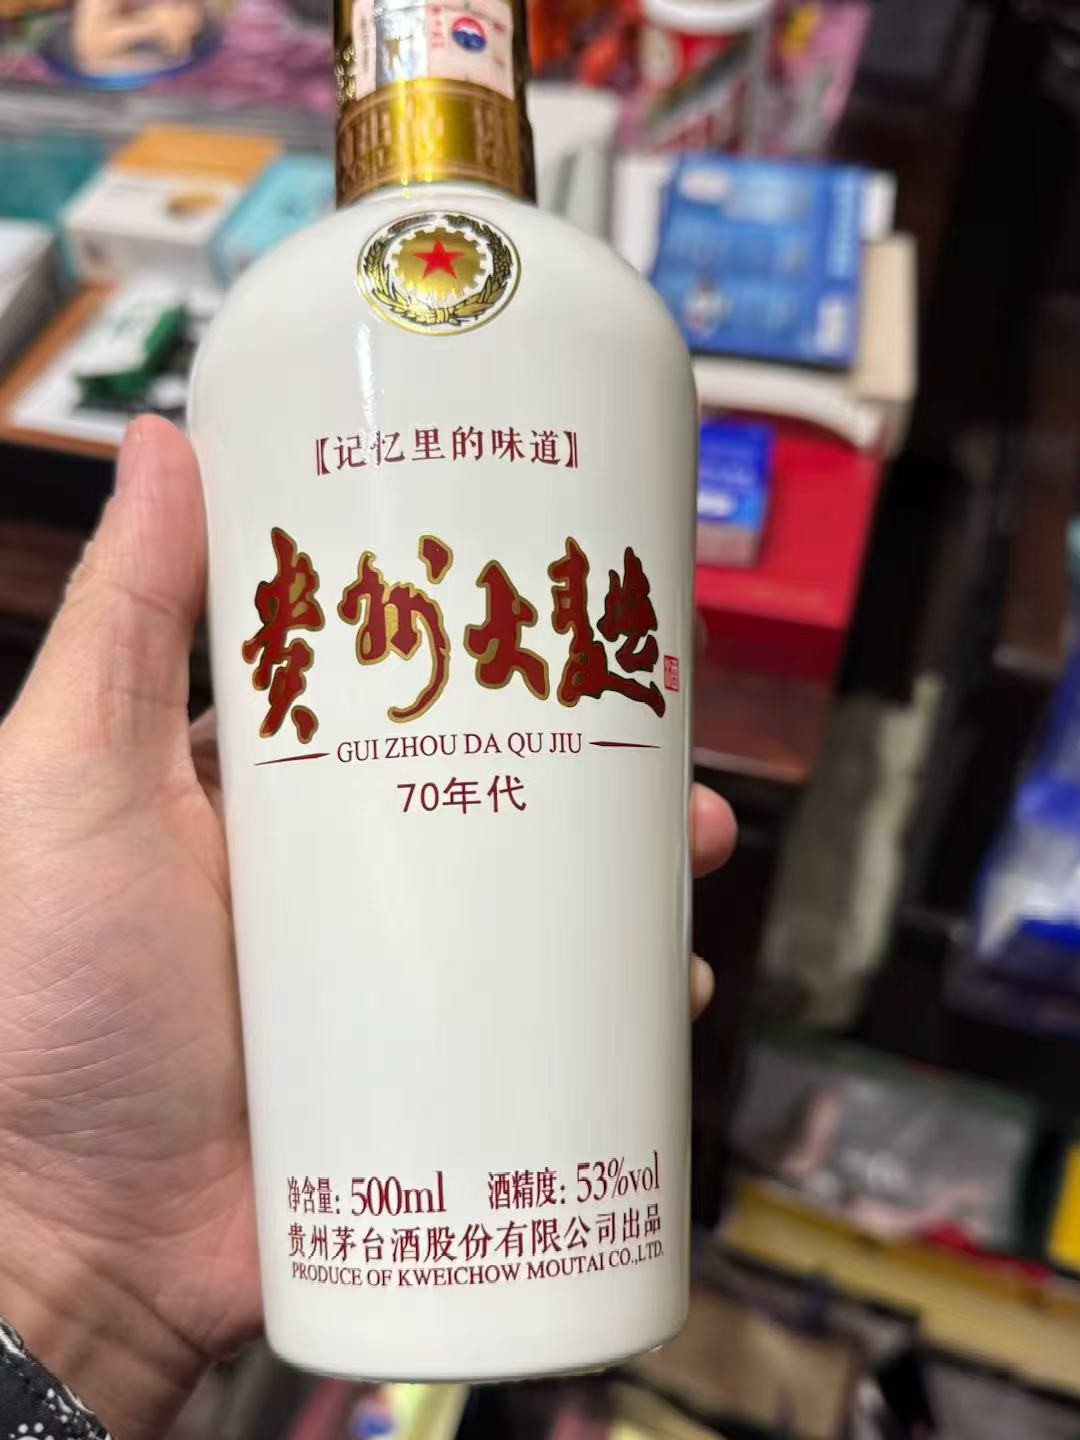 【记忆里的味道】
贵州大曲
GUI ZHOU DA QU JIU
70年代
净含量: 500ml 酒精度: 53%vol
贵州茅台酒股份有限公司出品
PRODUCE OF KWEICHOW MOUTAI CO.,LTD.